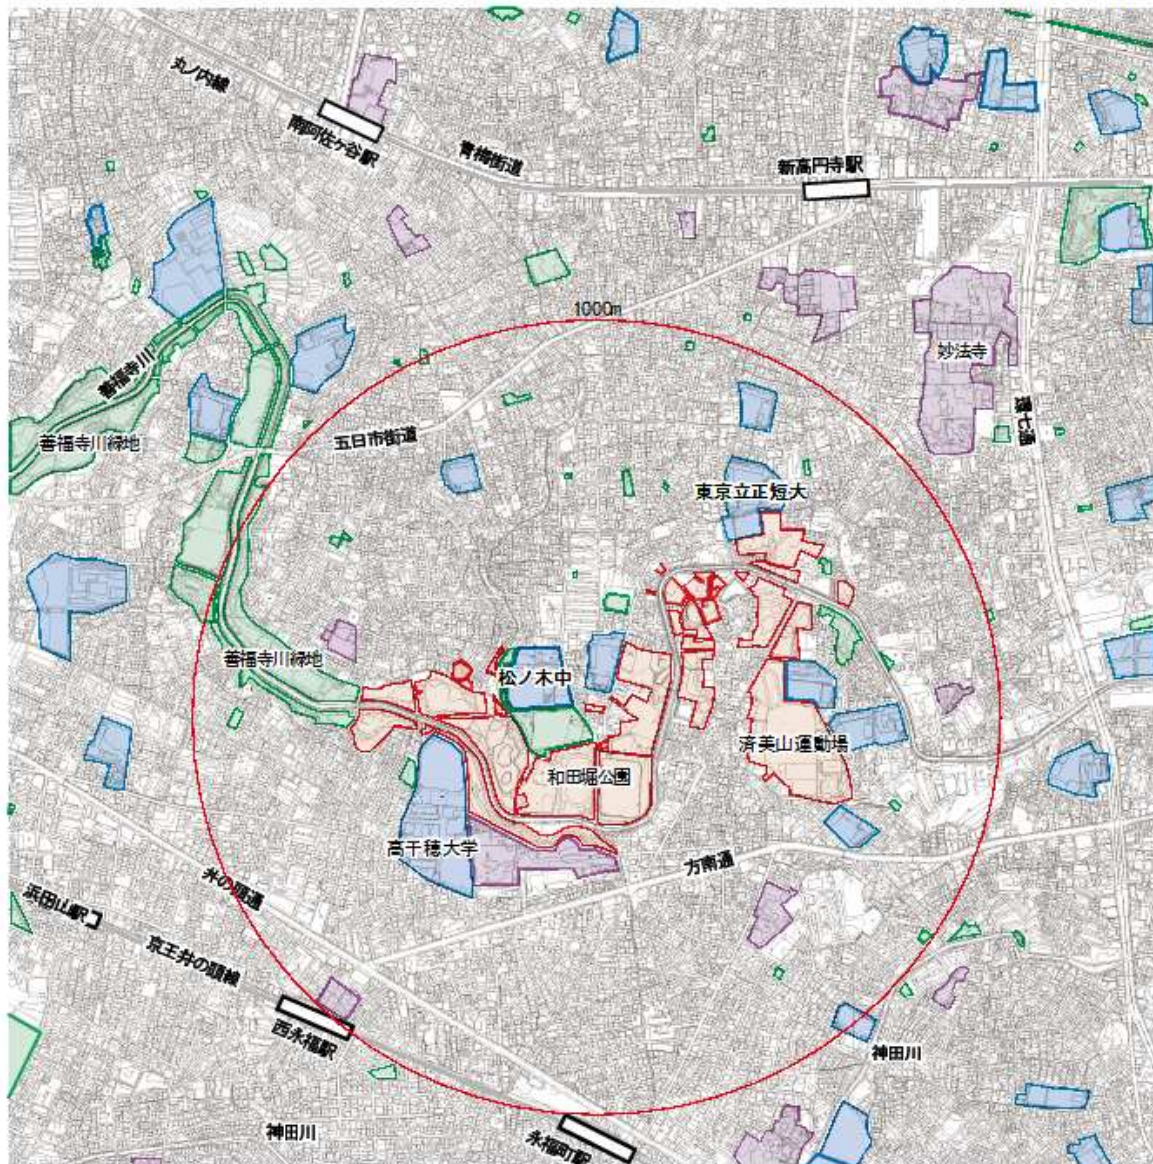 丸ノ内線
南阿佐ヶ谷駅
青梅街道
新高円寺駅
1000m
妙法寺
善福寺川
環七通
五日市街道
善福寺川緑地
東京立正短大
善福寺川緑地
松ノ木中
済美山運動場
和田堀公園
高千穂大学
方南通
井の頭通
浜田山駅
京王井の頭線
西永福駅
神田川
神田川
永福町駅